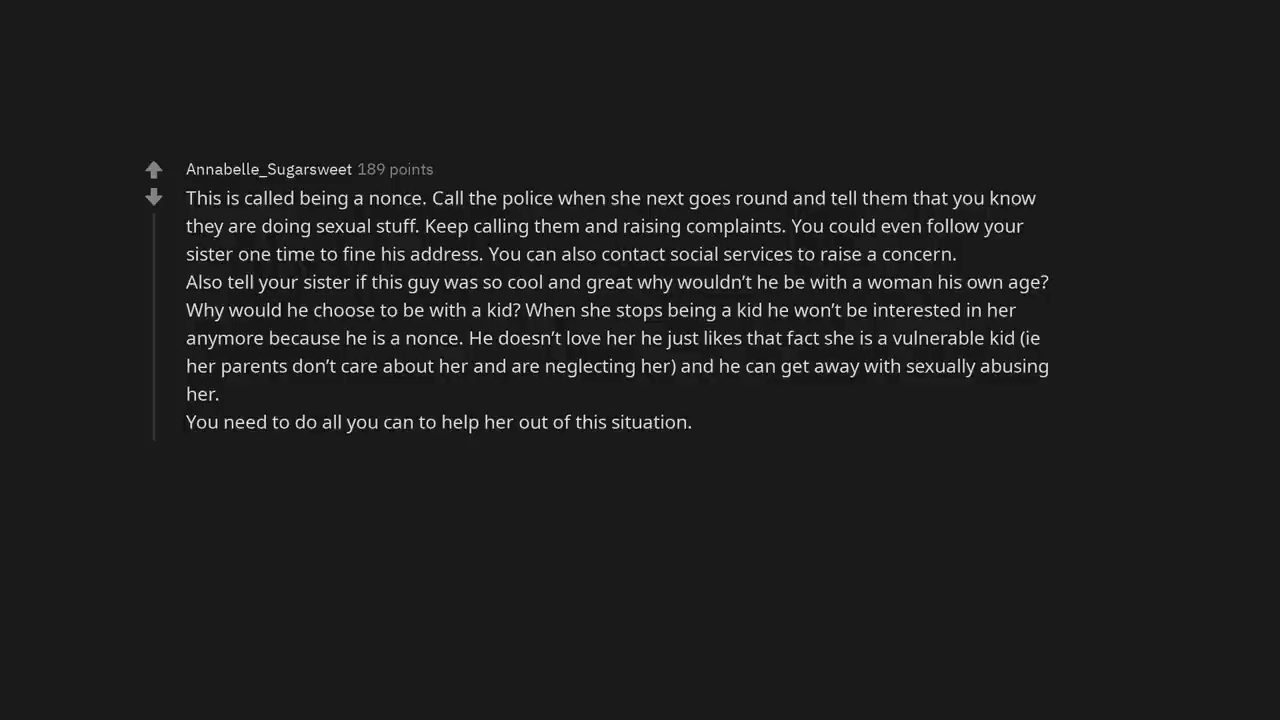 Annabelle_Sugarsweet 189 points
This is called being a nonce. Call the police when she next goes round and tell them that you know
they are doing sexual stuff. Keep calling them and raising complaints. You could even follow your
sister one time to fine his address. You can also contact social services to raise a concern.
Also tell your sister if this guy was so cool and great why wouldn’t he be with a woman his own age?
Why would he choose to be with a kid? When she stops being a kid he won’t be interested in her
anymore because he is a nonce. He doesn’t love her he just likes that fact she is a vulnerable kid (ie
her parents don’t care about her and are neglecting her) and he can get away with sexually abusing
her.
You need to do all you can to help her out of this situation.